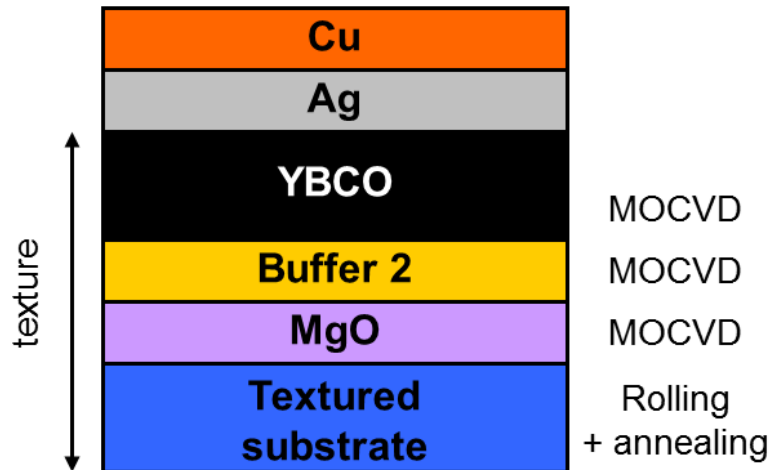 Cu
Ag
YBCO
MOCVD
Buffer 2
MOCVD
MgO
MOCVD
Textured
substrate
Rolling
+ annealing
texture